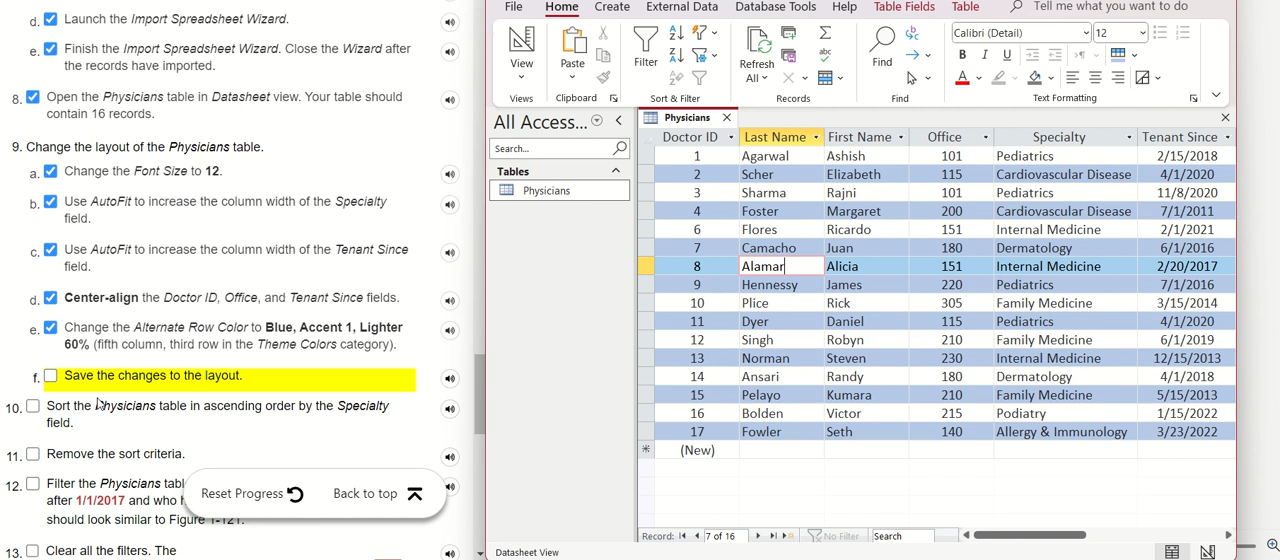 d. Launch the Import Spreadsheet Wizard.
e. Finish the Import Spreadsheet Wizard. Close the Wizard after
the records have imported.
8. Open the Physicians table in Datasheet view. Your table should
contain 16 records.
9. Change the layout of the Physicians table.
a. Change the Font Size to 12.
b. Use AutoFit to increase the column width of the Specialty
field.
c. Use AutoFit to increase the column width of the Tenant Since
field.
d. Center-align the Doctor ID, Office, and Tenant Since fields.
e. Change the Alternate Row Color to Blue, Accent 1, Lighter
60% (fifth column, third row in the Theme Colors category).
f. Save the changes to the layout.
10. Sort the Physicians table in ascending order by the Specialty
field.
11. Remove the sort criteria.
12. Filter the Physicians
after 1/1/2017 and who
should look similar to Figure 1-121.
13. Clear all the filters. The
Reset Progress Back to top
File Home Create External Data Database Tools Help Table Fields Table Tell me what you want to do
View Paste Filter Refresh All Find
Calibri (Detail) 12
B I U A
Views Clipboard Sort & Filter Records Find Text Formatting
All Access...
Search...
Tables
Physicians
Physicians
Doctor ID Last Name First Name Office Specialty Tenant Since
1 Agarwal Ashish 101 Pediatrics 2/15/2018
2 Scher Elizabeth 115 Cardiovascular Disease 4/1/2020
3 Sharma Rajni 101 Pediatrics 11/8/2020
4 Foster Margaret 200 Cardiovascular Disease 7/1/2011
6 Flores Ricardo 151 Internal Medicine 2/1/2021
7 Camacho Juan 180 Dermatology 6/1/2016
8 Alamar Alicia 151 Internal Medicine 2/20/2017
9 Hennessy James 220 Pediatrics 7/1/2016
10 Plice Rick 305 Family Medicine 3/15/2014
11 Dyer Daniel 115 Pediatrics 4/1/2020
12 Singh Robyn 210 Family Medicine 6/1/2019
13 Norman Steven 230 Internal Medicine 12/15/2013
14 Ansari Randy 180 Dermatology 4/1/2018
15 Pelayo Kumara 210 Family Medicine 5/15/2013
16 Bolden Victor 215 Podiatry 1/15/2022
17 Fowler Seth 140 Allergy & Immunology 3/23/2022
(New)
Record: 7 of 16 No Filter Search
Datasheet View